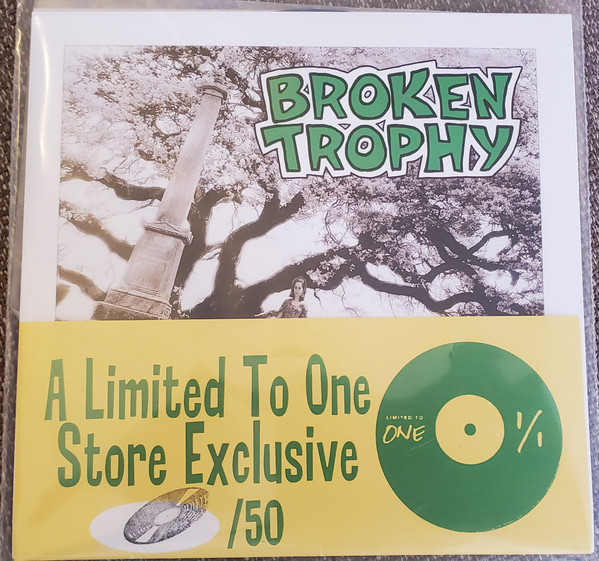 BROKEN
TROPHY
A Limited To One
Store Exclusive
/50
LIMITED TO
ONE
1/1